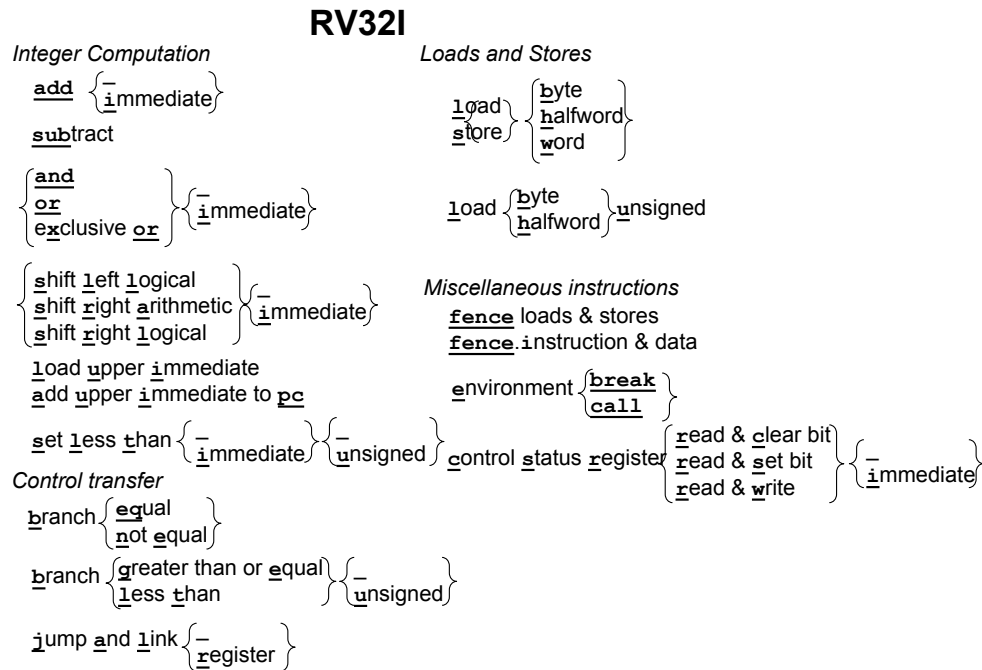 RV32I
Integer Computation
add { _ immediate }
subtract
and
or
exclusive or
{ _ immediate }
shift left logical
shift right arithmetic
shift right logical
{ _ immediate }
load upper immediate
add upper immediate to pc
set less than { _ immediate } { _ unsigned }
Control transfer
branch { equal
not equal }
branch { greater than or equal
less than } { _ unsigned }
jump and link { _ register }
Loads and Stores
load
store
byte
halfword
word
load { byte
halfword } unsigned
Miscellaneous instructions
fence loads & stores
fence.instruction & data
environment { break
call }
control status register { read & clear bit
read & set bit
read & write } { _ immediate }